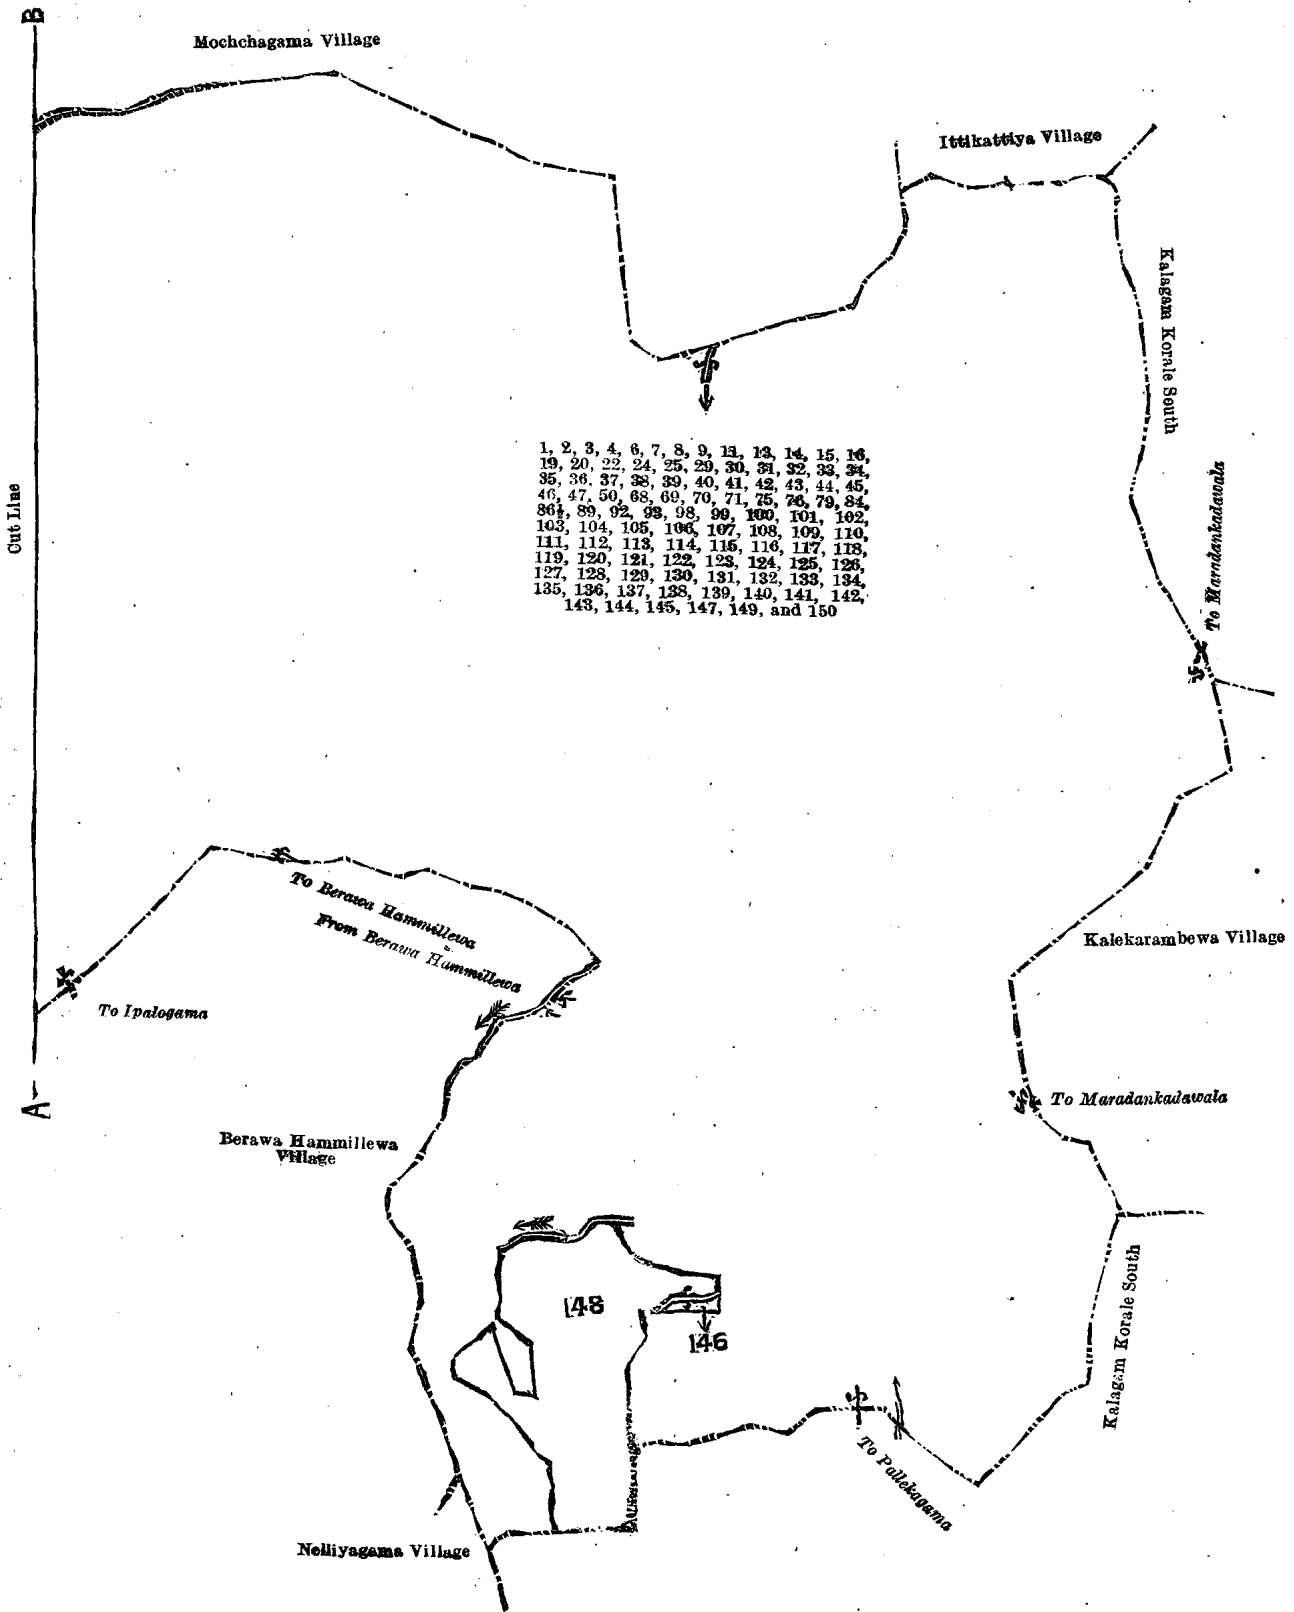 B
Mochchagama Village
Ittikattiya Village
Kalagam Korale South
Cut Line
1, 2, 3, 4, 6, 7, 8, 9, 11, 13, 14, 15, 16,
19, 20, 22, 24, 25, 29, 30, 31, 32, 33, 34,
35, 36, 37, 38, 39, 40, 41, 42, 43, 44, 45,
46, 47, 50, 68, 69, 70, 71, 75, 76, 79, 84,
86½, 89, 92, 93, 98, 99, 100, 101, 102,
103, 104, 105, 106, 107, 108, 109, 110,
111, 112, 113, 114, 115, 116, 117, 118,
119, 120, 121, 122, 123, 124, 125, 126,
127, 128, 129, 130, 131, 132, 133, 134,
135, 136, 137, 138, 139, 140, 141, 142,
143, 144, 145, 147, 149, and 150
To Maradankadawala
To Berawa Hammillewa
From Berawa Hammillewa
Kalekarambewa Village
To Ipalogama
A
To Maradankadawala
Berawa Hammillewa
Village
148
146
Kalagam Korale South
To Pallekagama
Nelliyagama Village